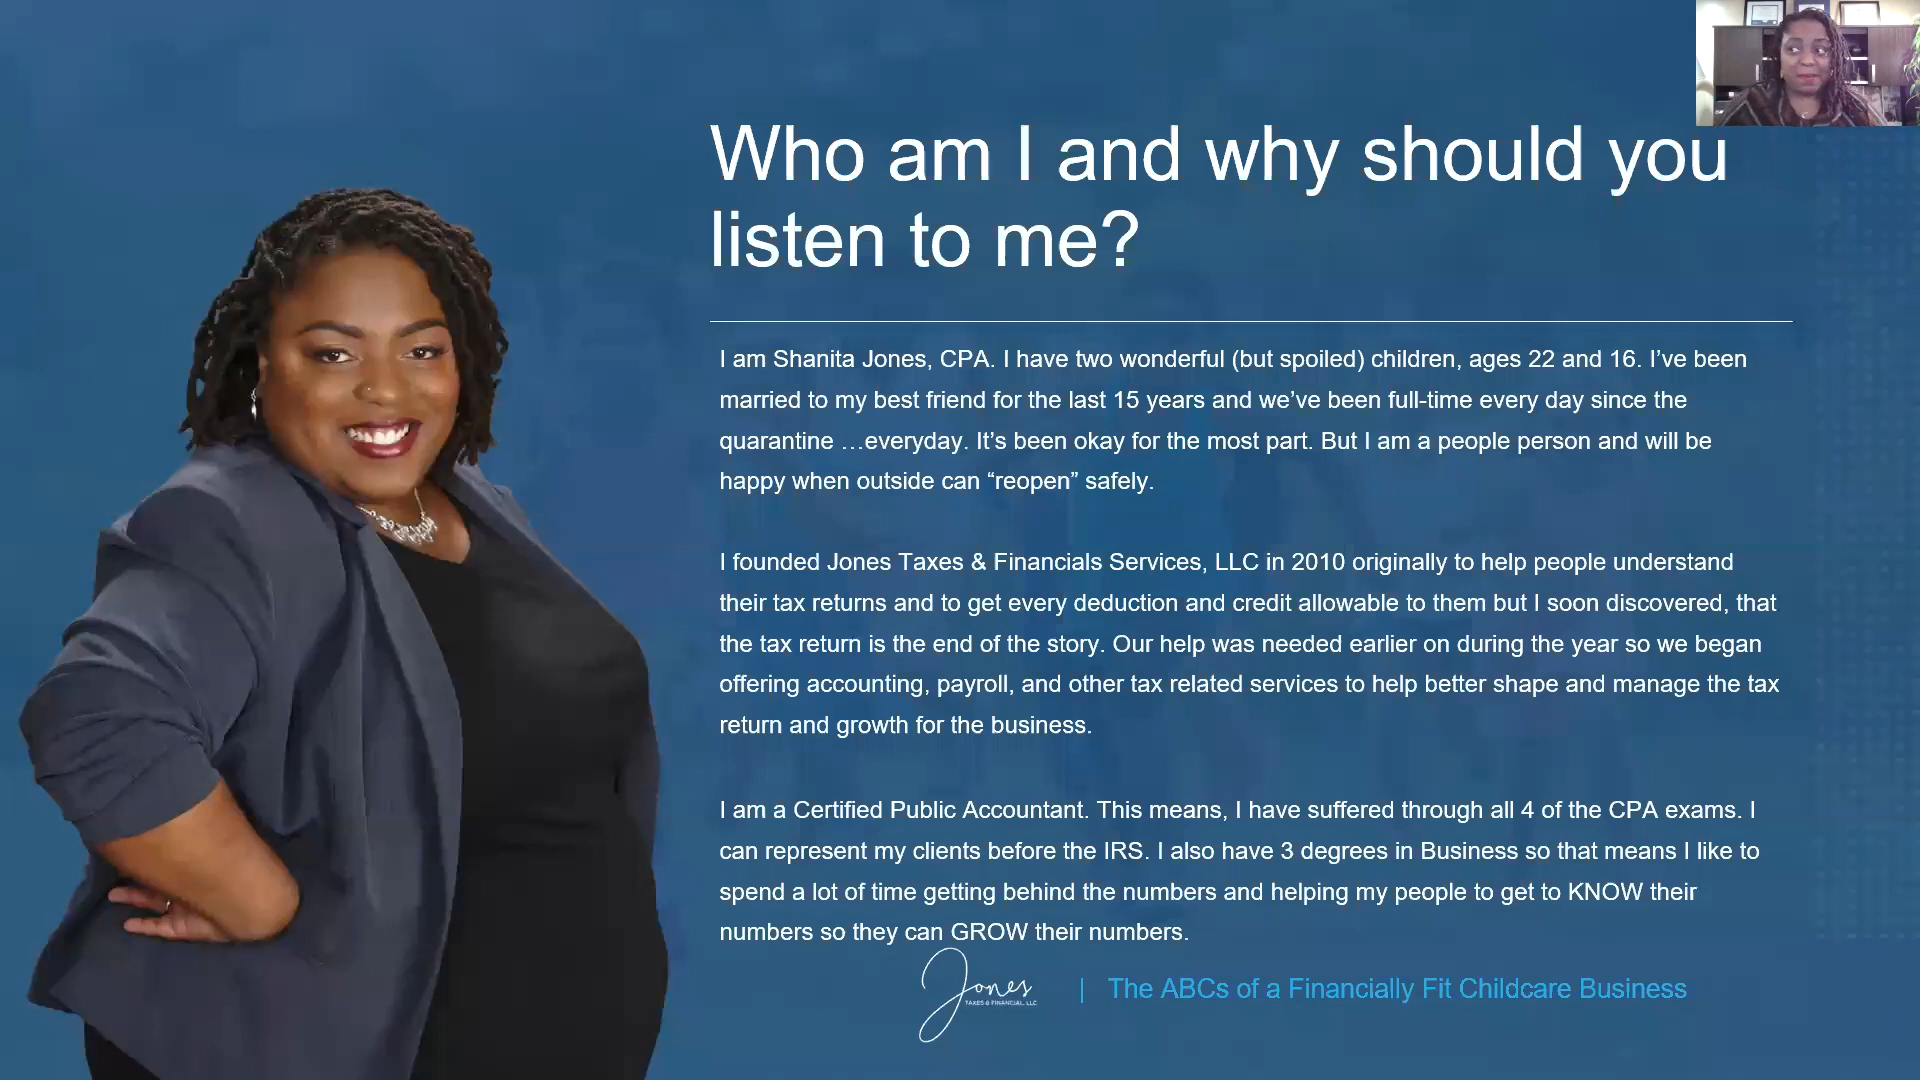 Who am I and why should you
listen to me?
I am Shanita Jones, CPA. I have two wonderful (but spoiled) children, ages 22 and 16. I’ve been
married to my best friend for the last 15 years and we’ve been full-time every day since the
quarantine …everyday. It’s been okay for the most part. But I am a people person and will be
happy when outside can “reopen” safely.
I founded Jones Taxes & Financials Services, LLC in 2010 originally to help people understand
their tax returns and to get every deduction and credit allowable to them but I soon discovered, that
the tax return is the end of the story. Our help was needed earlier on during the year so we began
offering accounting, payroll, and other tax related services to help better shape and manage the tax
return and growth for the business.
I am a Certified Public Accountant. This means, I have suffered through all 4 of the CPA exams. I
can represent my clients before the IRS. I also have 3 degrees in Business so that means I like to
spend a lot of time getting behind the numbers and helping my people to get to KNOW their
numbers so they can GROW their numbers.
Jones
TAXES & FINANCIAL, LLC
| The ABCs of a Financially Fit Childcare Business